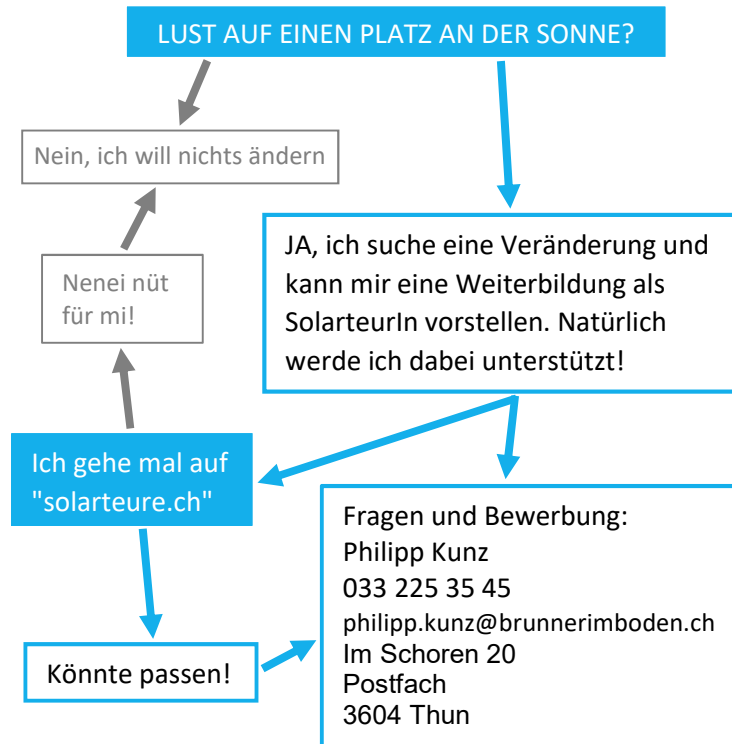 LUST AUF EINEN PLATZ AN DER SONNE?
Nein, ich will nichts ändern
Nenei nüt
für mi!
JA, ich suche eine Veränderung und
kann mir eine Weiterbildung als
SolarteurIn vorstellen. Natürlich
werde ich dabei unterstützt!
Ich gehe mal auf
"solarteure.ch"
Könnte passen!
Fragen und Bewerbung:
Philipp Kunz
033 225 35 45
philipp.kunz@brunnerimboden.ch
Im Schoren 20
Postfach
3604 Thun